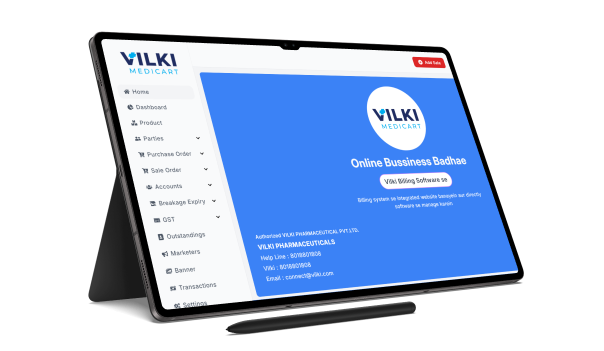 VILKI
MEDICART
Add Sale
Home
Dashboard
Product
Parties
Purchase Order
Sale Order
Accounts
Breakage Expiry
GST
Outstandings
Marketers
Banner
Transactions
Settings
VILKI
MEDICART
Online Bussiness Badhae
Vilki Billing Software se
Billing system se integrated website banayein aur directly
software se manage karein
Authorized VILKI PHARMACEUTICAL PVT.LTD.
VILKI PHARMACEUTICALS
Help Line : 8018801808
Vilki : 8018801808
Email : connect@vilki.com